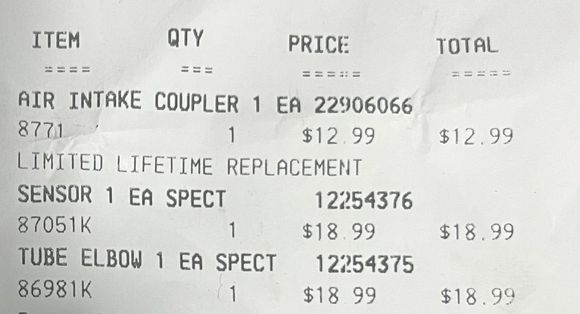 ITEM QTY PRICE TOTAL
==== === ===== =====
AIR INTAKE COUPLER 1 EA 22906066
8771 1 $12.99 $12.99
LIMITED LIFETIME REPLACEMENT
SENSOR 1 EA SPECT 12254376
87051K 1 $18.99 $18.99
TUBE ELBOW 1 EA SPECT 12254375
86981K 1 $18 99 $18.99